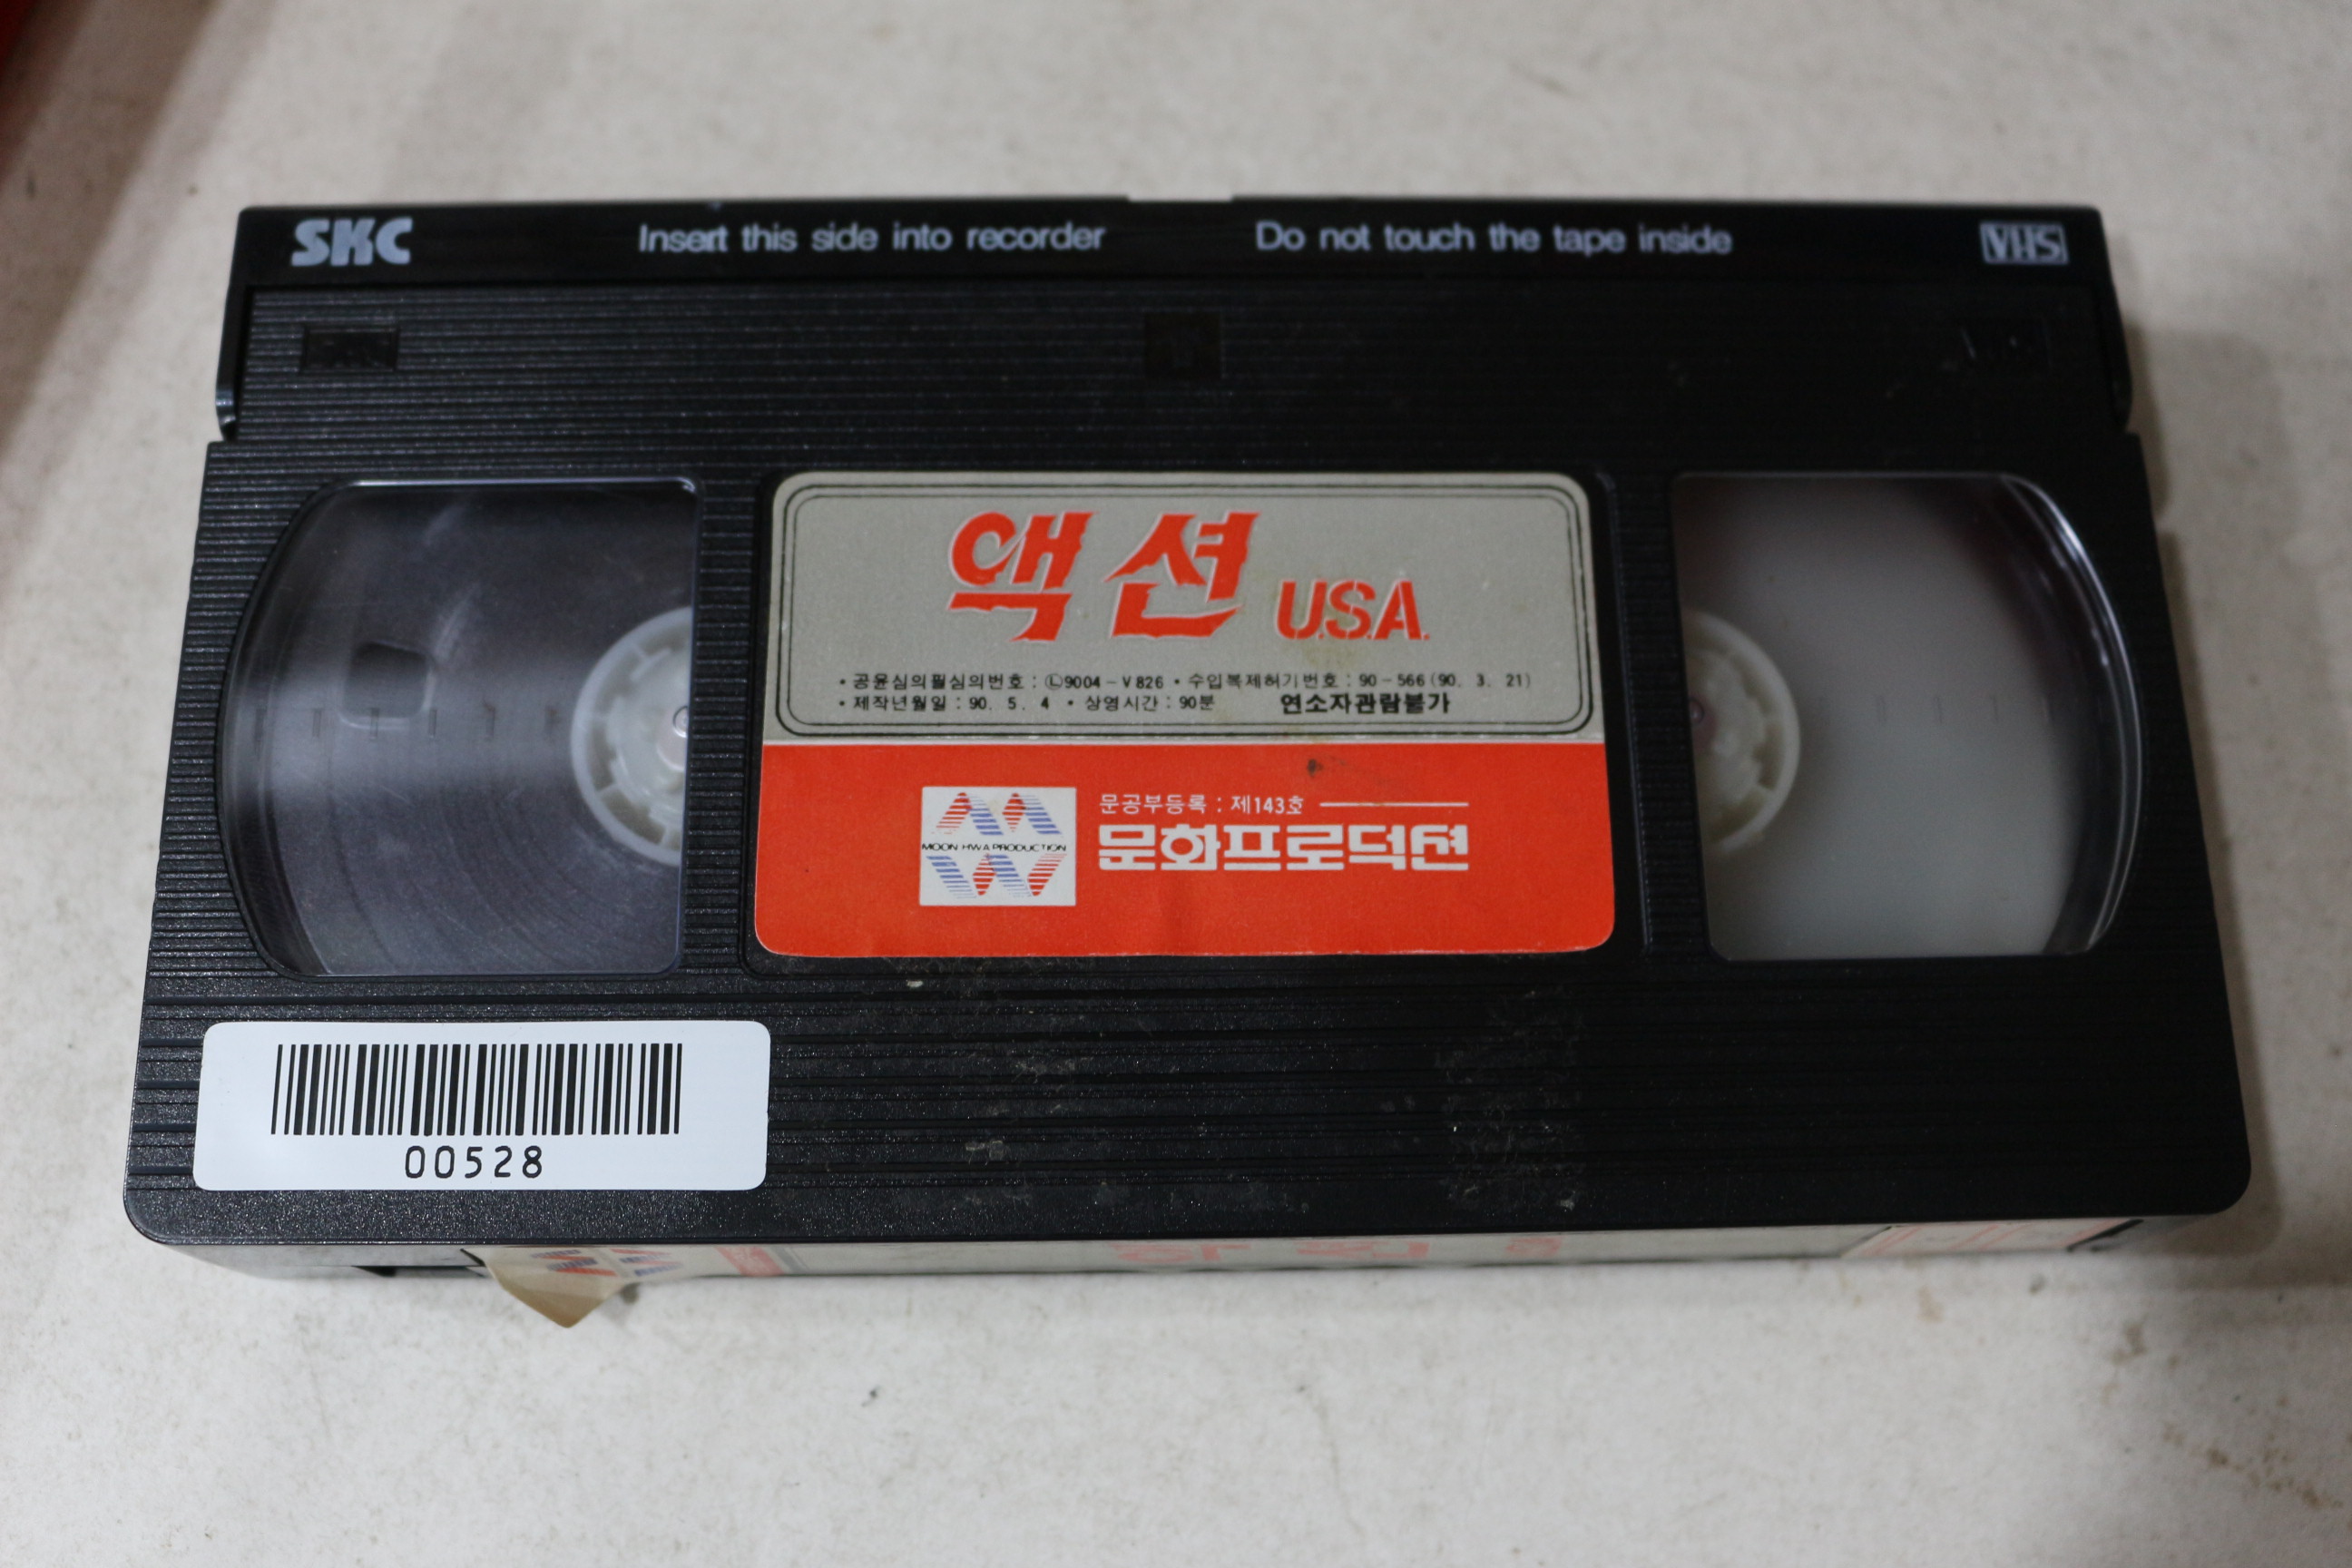 SKC Insert this side into recorder Do not touch the tape inside VHS
액션 U.S.A.
• 공윤심의필심의번호 : Ⓛ9004-V826 • 수입복제허기번호 : 90-566(90. 3. 21)
• 제작년월일 : 90. 5. 4 • 상영시간 : 90분 연소자관람불가
문공부등록 : 제143호
MOON HWA PRODUCTION
문화프로덕션
00528